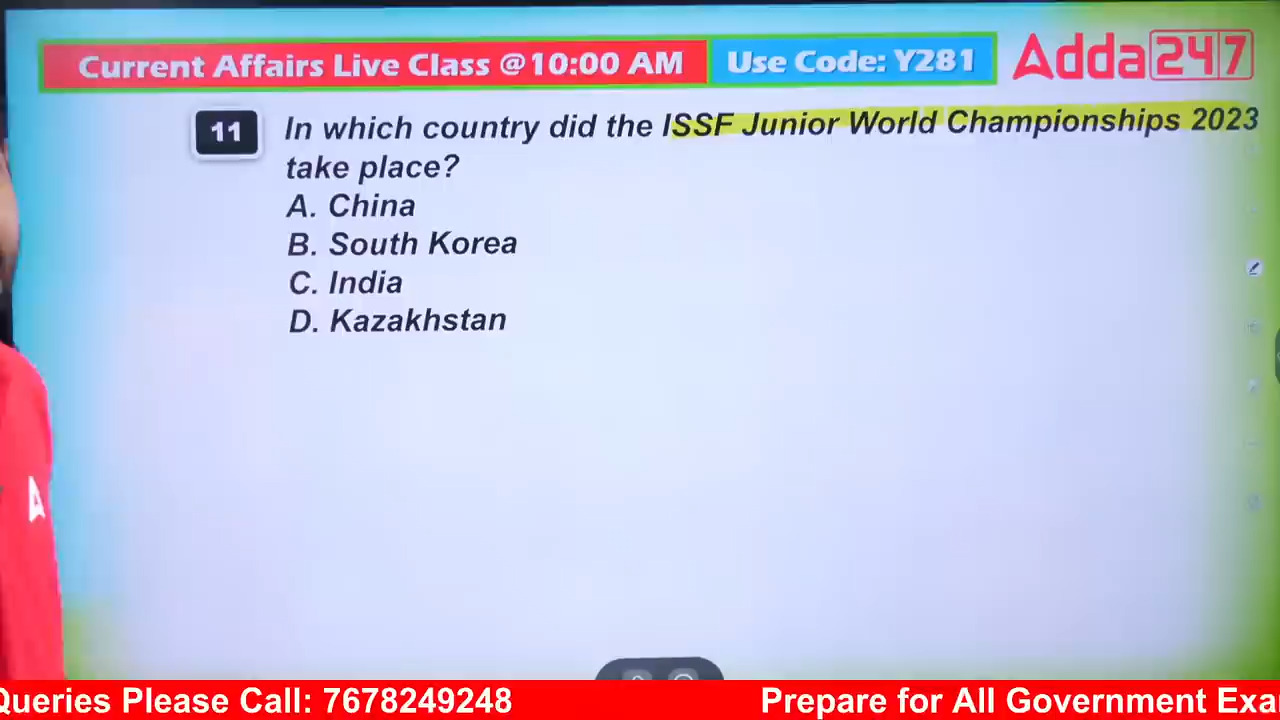 Current Affairs Live Class @10:00 AM
Use Code: Y281
Adda247
11
In which country did the ISSF Junior World Championships 2023
take place?
A. China
B. South Korea
C. India
D. Kazakhstan
Queries Please Call: 7678249248
Prepare for All Government Exa